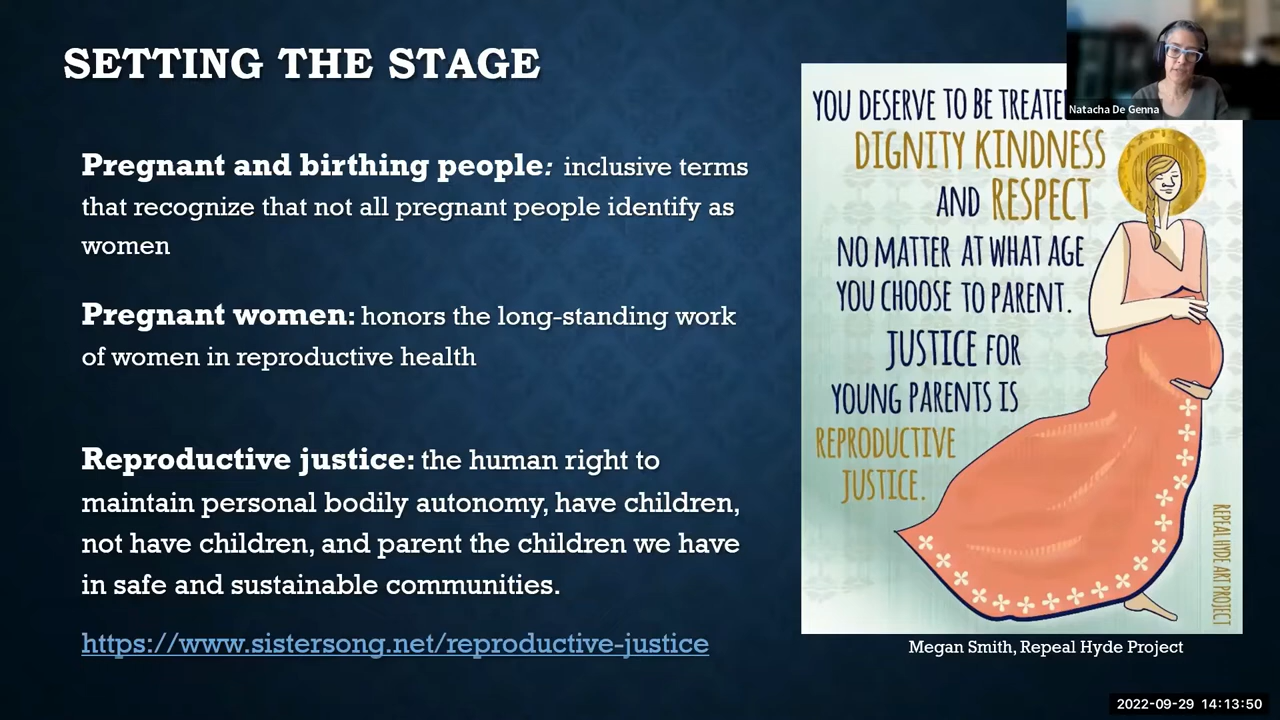 SETTING THE STAGE
Pregnant and birthing people: inclusive terms
that recognize that not all pregnant people identify as
women
Pregnant women: honors the long-standing work
of women in reproductive health
Reproductive justice: the human right to
maintain personal bodily autonomy, have children,
not have children, and parent the children we have
in safe and sustainable communities.
https://www.sistersong.net/reproductive-justice
YOU DESERVE TO BE
DIGNITY KINDNESS
AND RESPECT
NO MATTER AT WHAT AGE
YOU CHOOSE TO PARENT.
JUSTICE FOR
YOUNG PARENTS IS
REPRODUCTIVE
JUSTICE.
REPEAL HYDE ART PROJECT
Megan Smith, Repeal Hyde Project
Natacha De Genna
2022-09-29 14:13:50